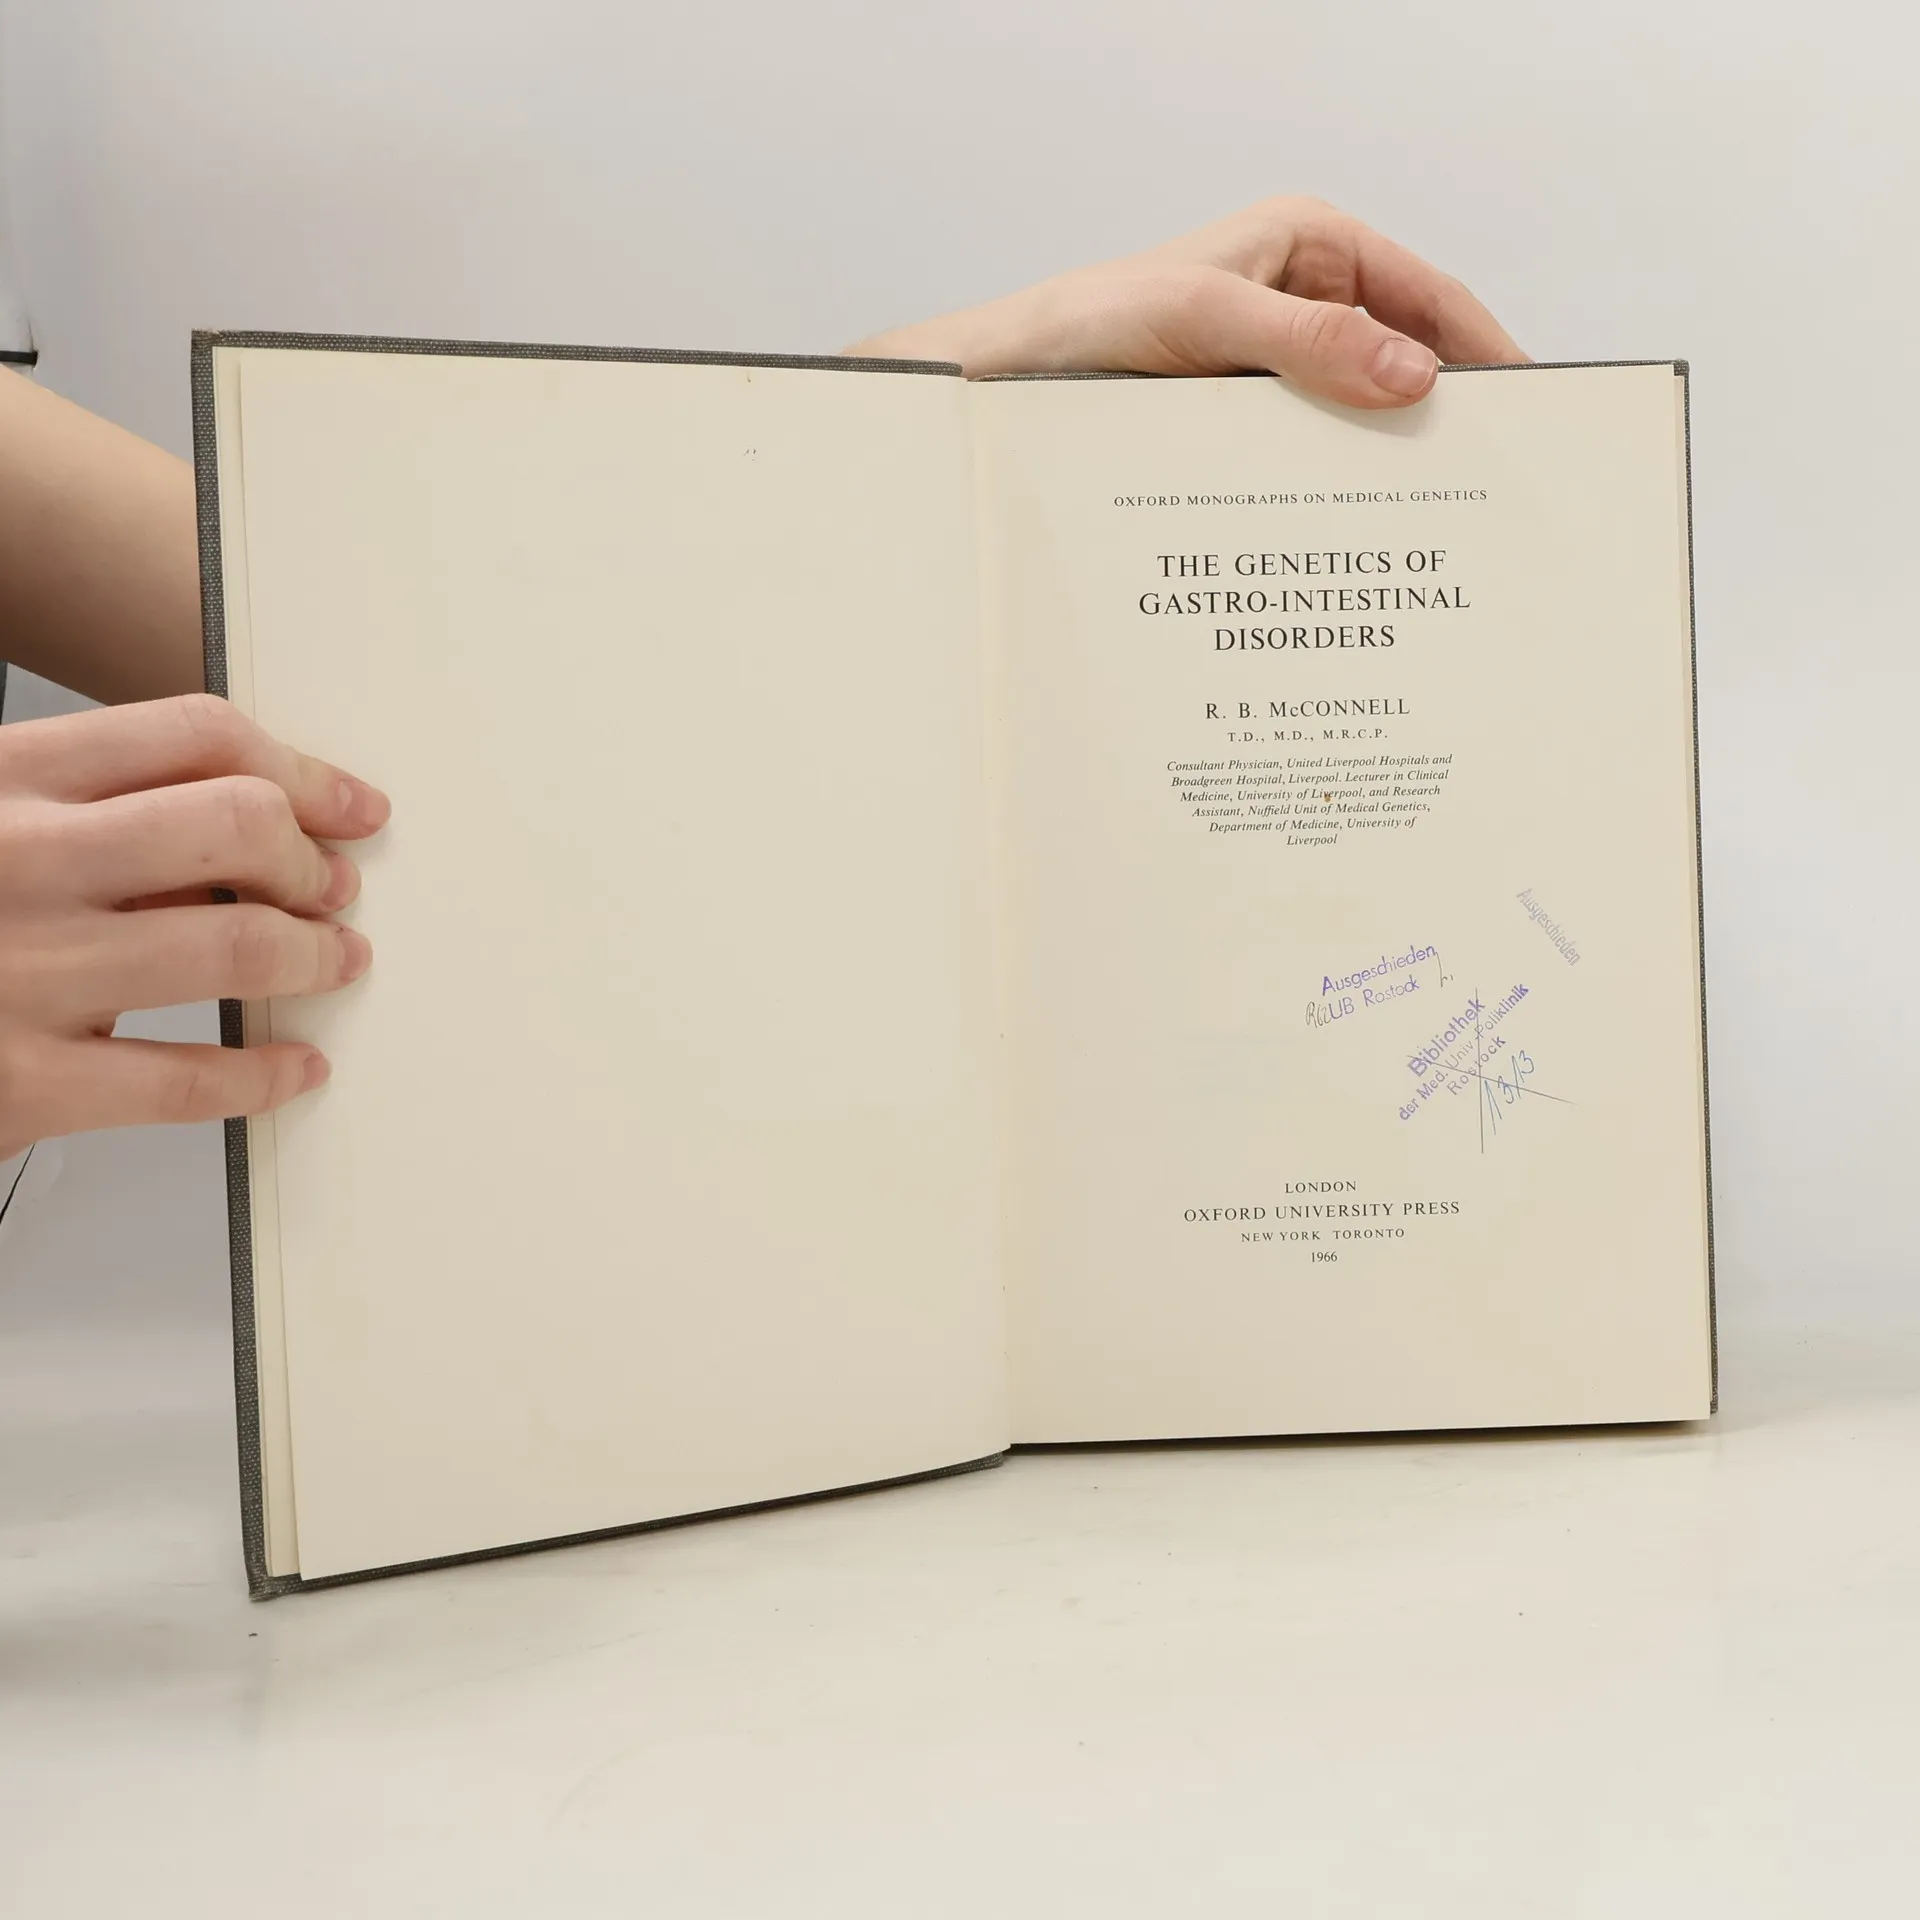 OXFORD MONOGRAPHS ON MEDICAL GENETICS
THE GENETICS OF
GASTRO-INTESTINAL
DISORDERS
R. B. McCONNELL
T.D., M.D., M.R.C.P.
Consultant Physician, United Liverpool Hospitals and
Broadgreen Hospital, Liverpool. Lecturer in Clinical
Medicine, University of Liverpool, and Research
Assistant, Nuffield Unit of Medical Genetics,
Department of Medicine, University of
Liverpool
Ausgeschieden
Ausgeschieden
UB Rostock
Bibliothek
der Med. Univ.-Poliklinik
Rostock
LONDON
OXFORD UNIVERSITY PRESS
NEW YORK TORONTO
1966